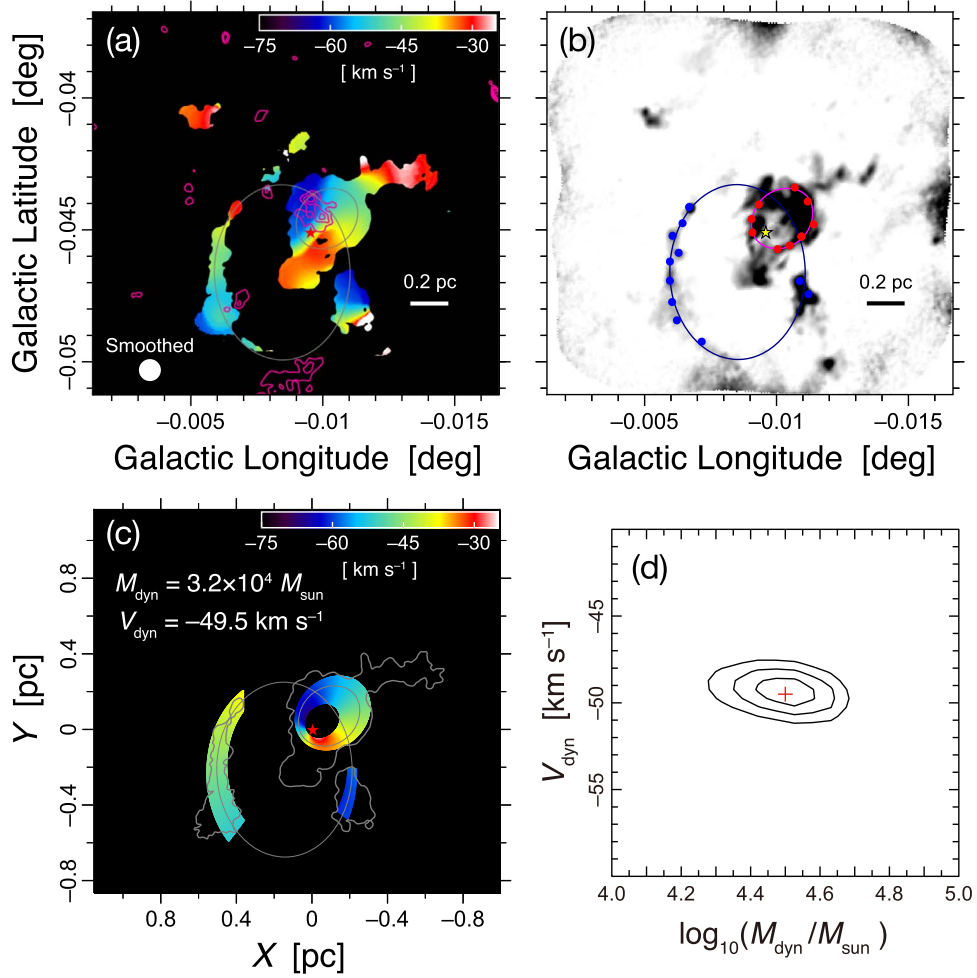 (a)
−75 −60 −45 −30
[ km s⁻¹ ]
Smoothed
0.2 pc
Galactic Latitude [deg]
−0.04
−0.045
−0.05
−0.005 −0.01 −0.015
Galactic Longitude [deg]
(b)
0.2 pc
−0.005 −0.01 −0.015
Galactic Longitude [deg]
(c)
−75 −60 −45 −30
[ km s⁻¹ ]
M_dyn = 3.2×10⁴ M_sun
V_dyn = −49.5 km s⁻¹
Y [pc]
0.8
0.4
0
−0.4
−0.8
0.8 0.4 0 −0.4 −0.8
X [pc]
(d)
V_dyn [km s⁻¹]
−45
−50
−55
4.0 4.2 4.4 4.6 4.8 5.0
log₁₀(M_dyn /M_sun )